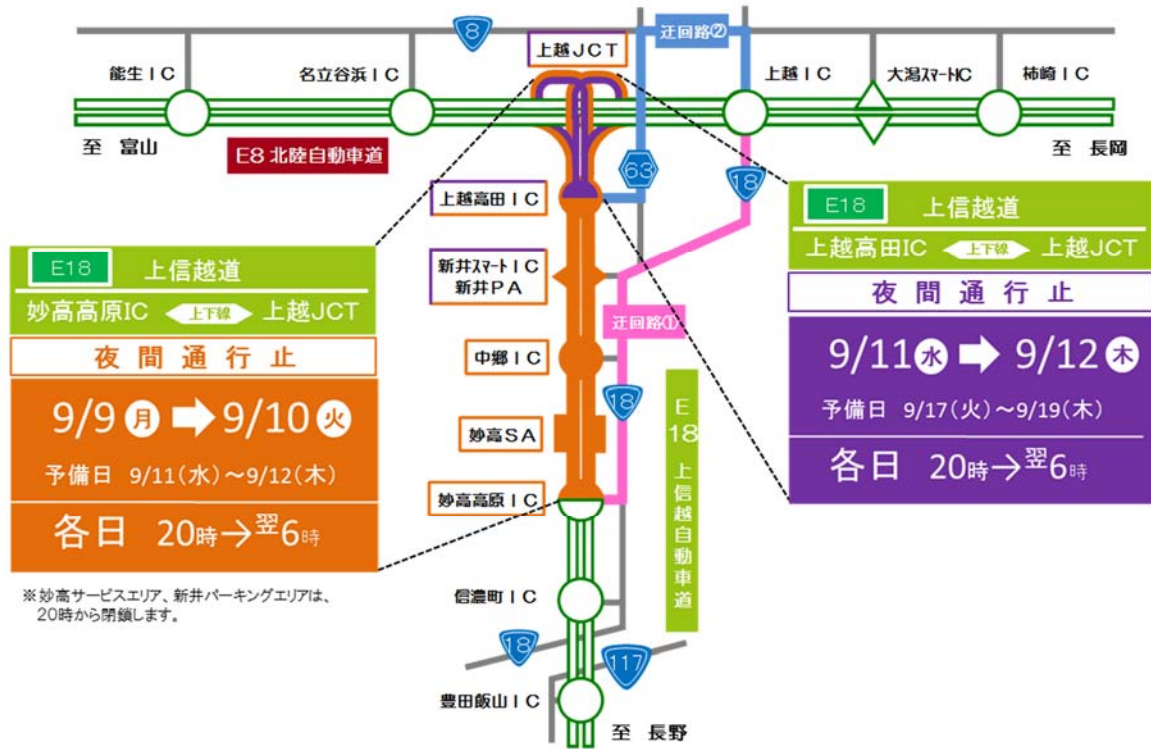 8
迂回路②
上越JCT
能生IC
名立谷浜IC
上越IC
大潟スマートIC
柿崎IC
至 富山
E8 北陸自動車道
至 長岡
63
18
上越高田IC
新井スマートIC
新井PA
迂回路①
中郷IC
18
妙高SA
妙高高原IC
E18 上信越自動車道
信濃町IC
18
117
豊田飯山IC
至 長野
E18 上信越道
妙高高原IC 上下線 上越JCT
夜間通行止
9/9月➡9/10火
予備日 9/11(水)～9/12(木)
各日 20時→翌6時
※妙高サービスエリア、新井パーキングエリアは、
20時から閉鎖します。
E18 上信越道
上越高田IC 上下線 上越JCT
夜間通行止
9/11水➡9/12木
予備日 9/17(火)～9/19(木)
各日 20時→翌6時